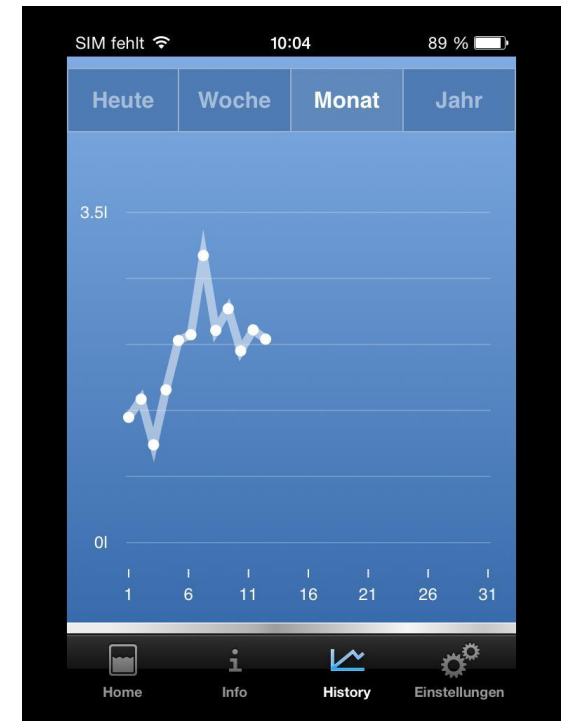 SIM fehlt 10:04 89 %
Heute Woche Monat Jahr
3.5l
0l
1 6 11 16 21 26 31
Home Info History Einstellungen